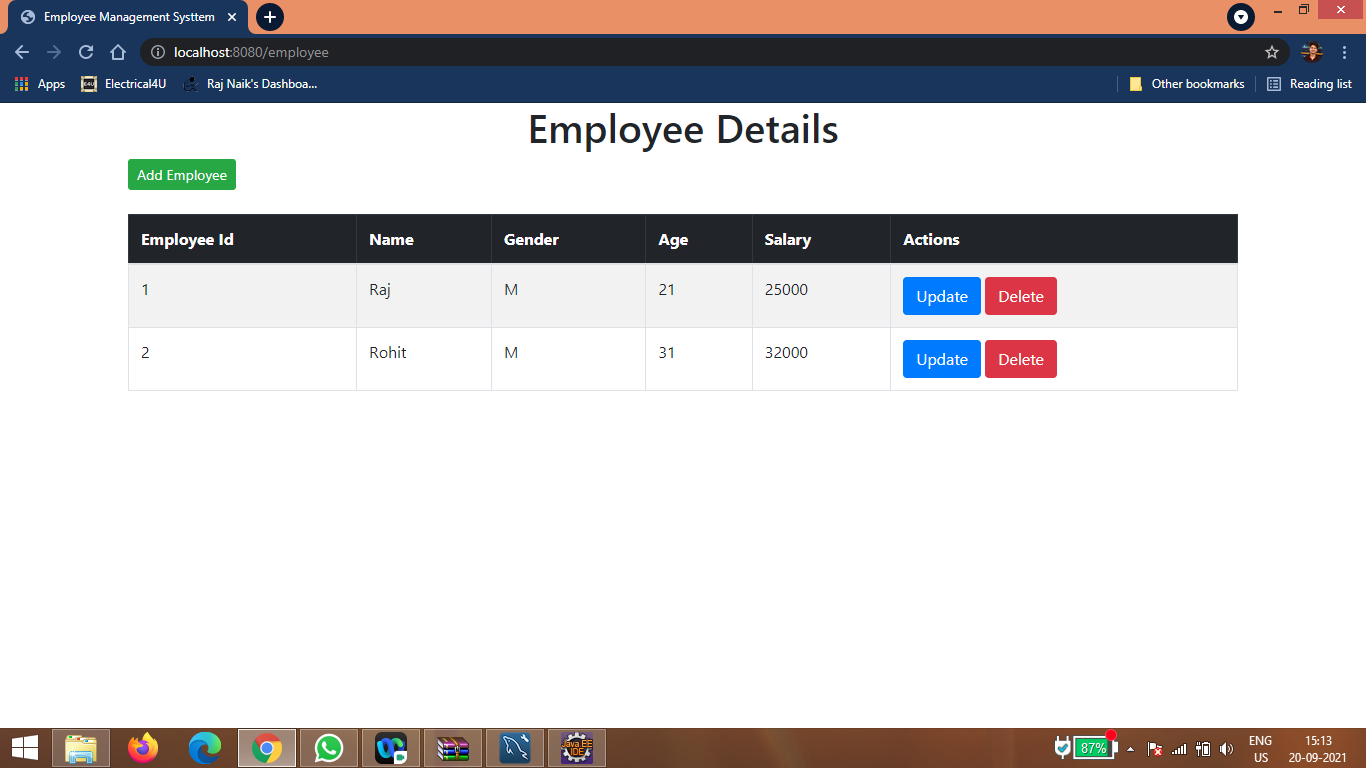 Employee Management Systtem
localhost:8080/employee
Apps Electrical4U Raj Naik's Dashboa... Other bookmarks Reading list
Employee Details
Add Employee
Employee Id Name Gender Age Salary Actions
1 Raj M 21 25000 Update Delete
2 Rohit M 31 32000 Update Delete
Java EE
IDE
87%
ENG
US
15:13
20-09-2021